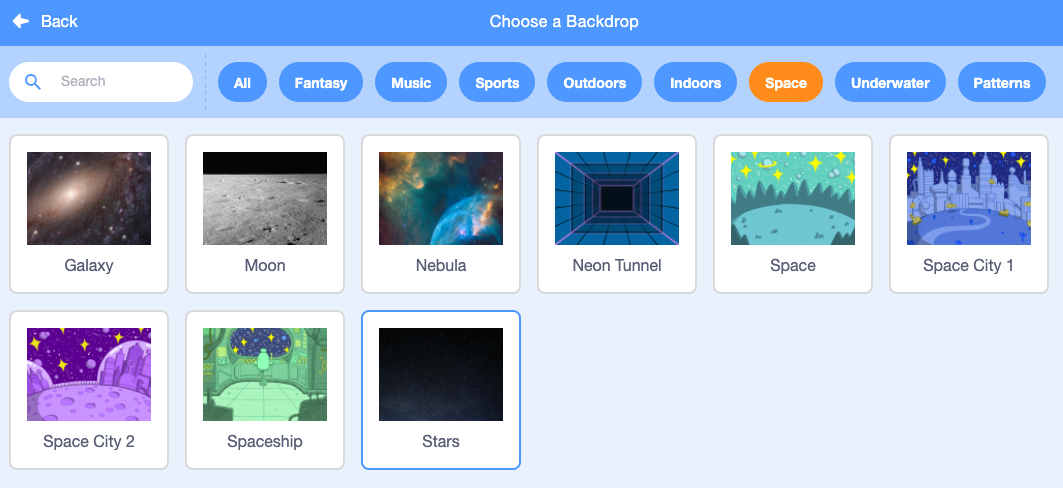 Back
Choose a Backdrop
Search
All
Fantasy
Music
Sports
Outdoors
Indoors
Space
Underwater
Patterns
Galaxy
Moon
Nebula
Neon Tunnel
Space
Space City 1
Space City 2
Spaceship
Stars